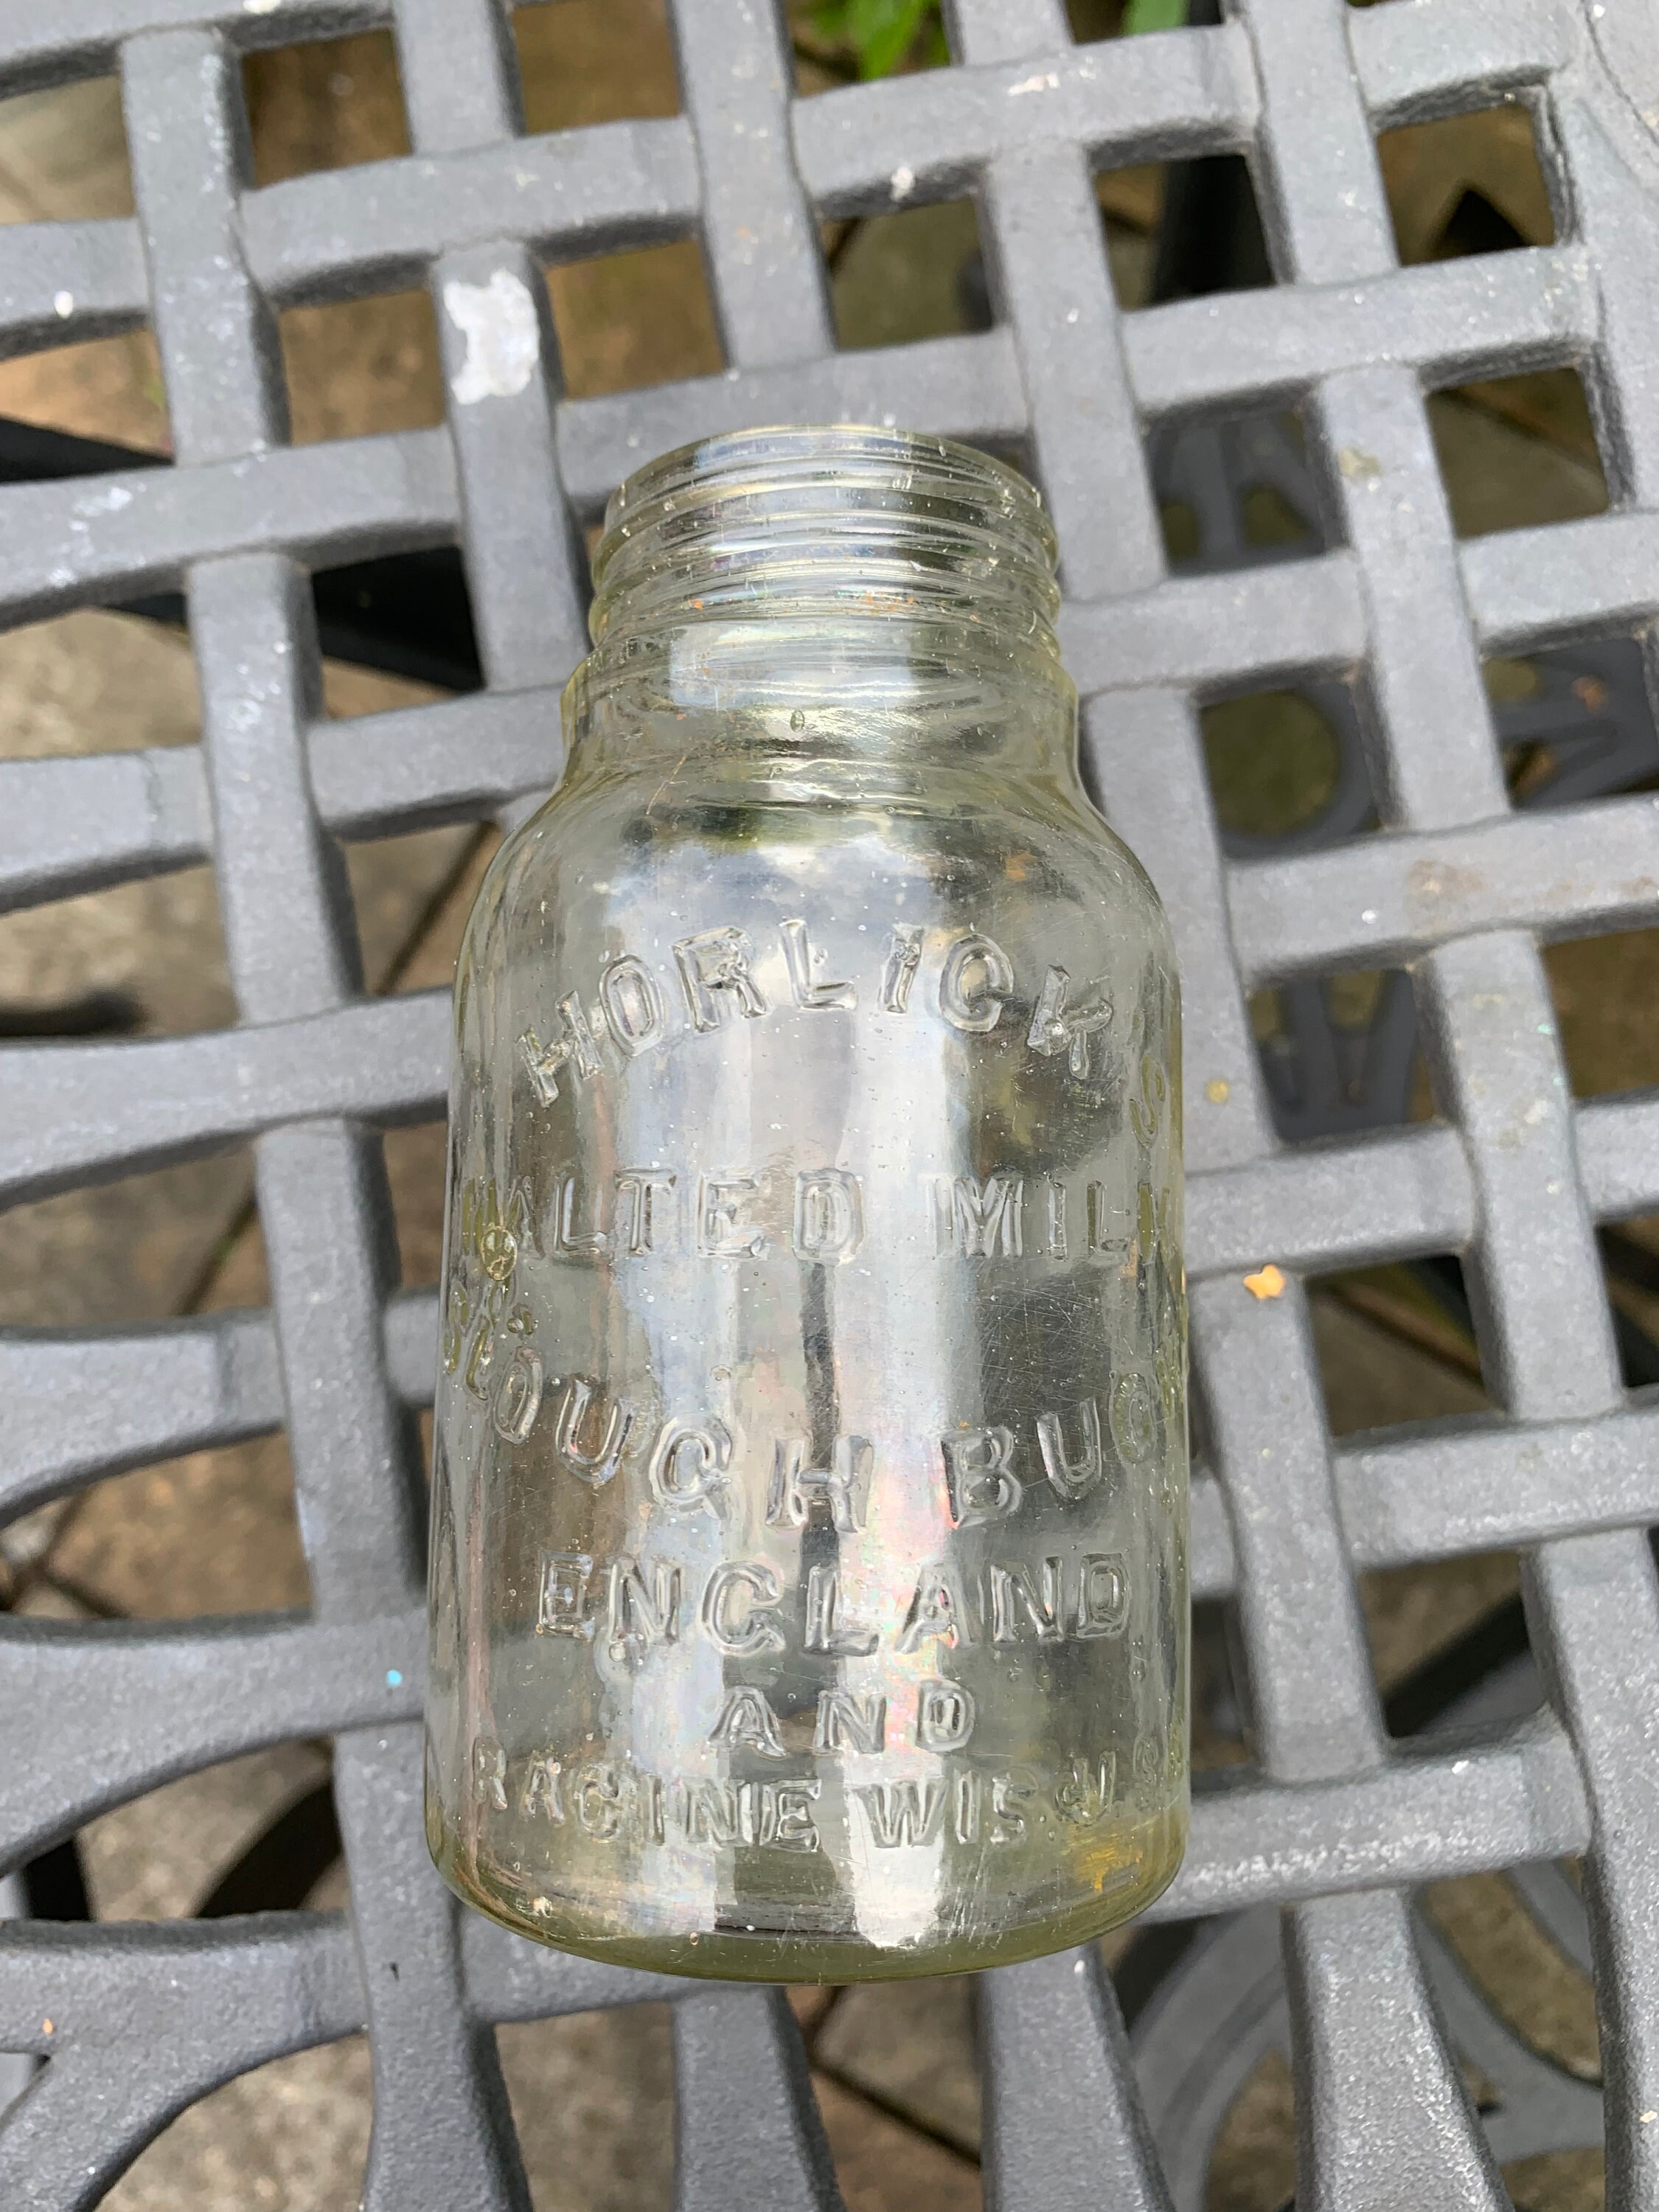 HORLICK'S
MALTED MILK
SLOUGH BUCKS
ENGLAND
AND
RACINE WIS. U.S.